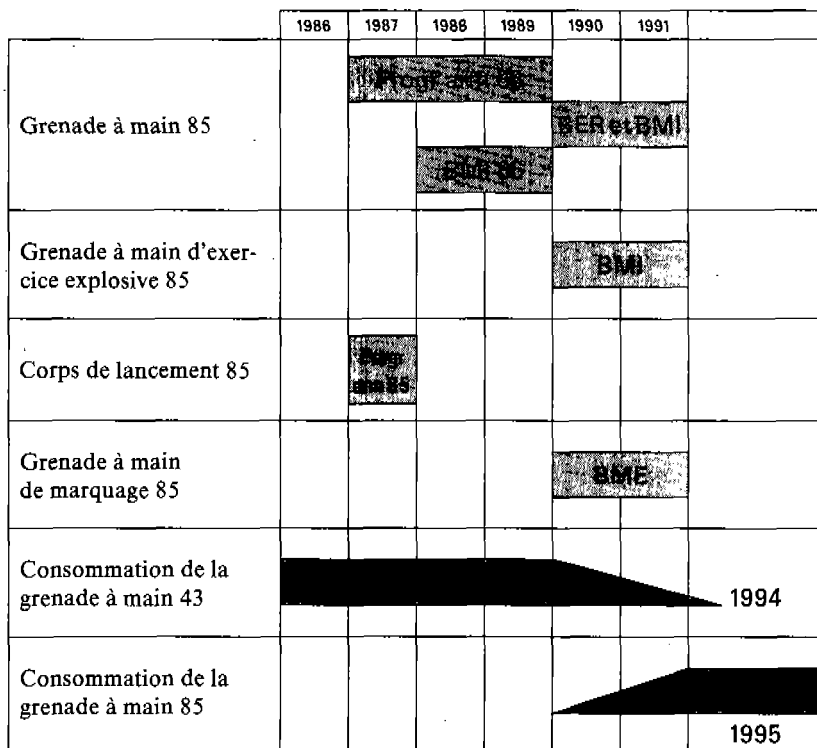 1986 1987 1988 1989 1990 1991
Grenade à main 85
BER et BMI
Grenade à main d'exer-
cice explosive 85
BMI
Corps de lancement 85
85
Grenade à main
de marquage 85
BME
Consommation de la
grenade à main 43
1994
Consommation de la
grenade à main 85
1995